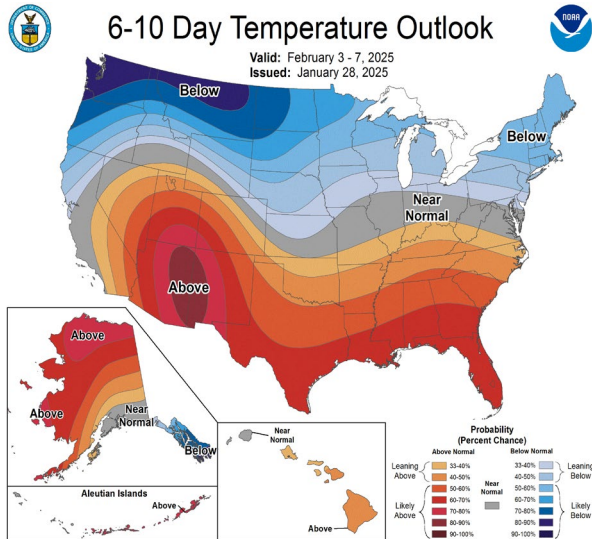 6-10 Day Temperature Outlook
NOAA
Valid: February 3 - 7, 2025
Issued: January 28, 2025
Below
Below
Near
Normal
Above
Above
Above
Near
Normal
Below
Aleutian Islands
Above
Near
Normal
Above
Probability
(Percent Chance)
Above Normal
Below Normal
Leaning
Above
33-40%
40-50%
Likely
Above
50-60%
60-70%
70-80%
80-90%
90-100%
Near
Normal
33-40%
40-50%
Leaning
Below
50-60%
60-70%
70-80%
80-90%
90-100%
Likely
Below